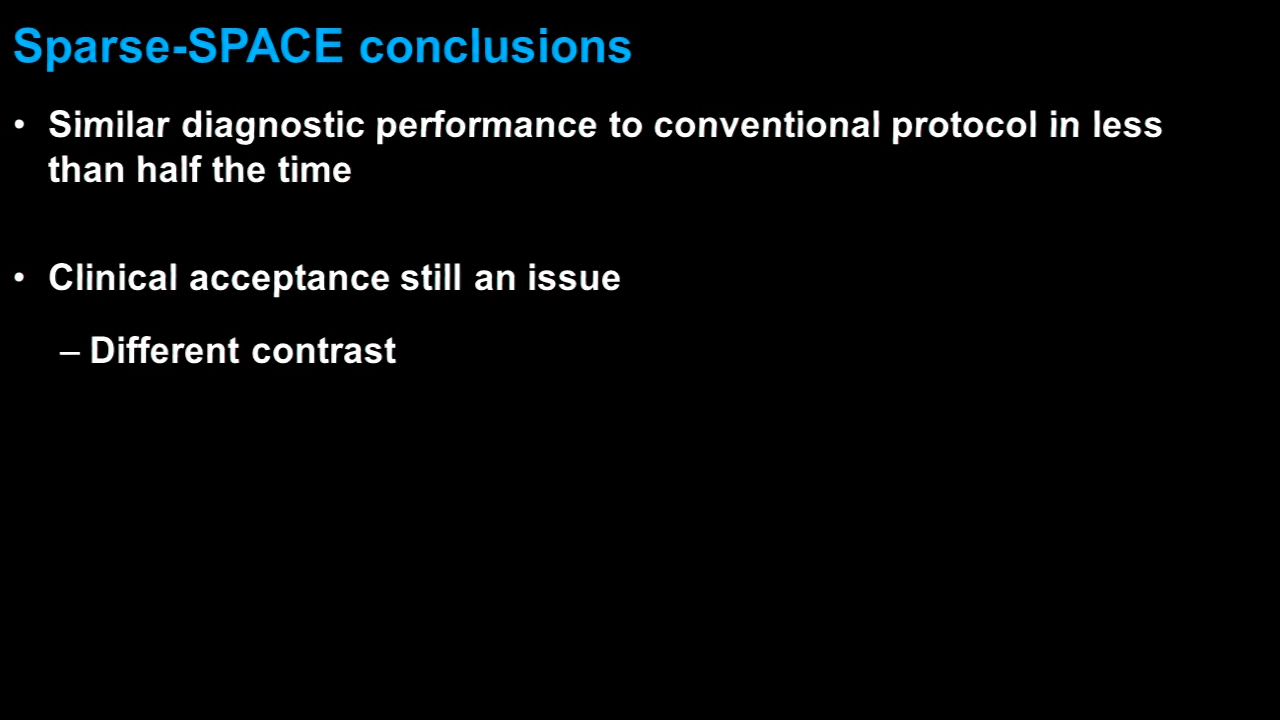 Sparse-SPACE conclusions
• Similar diagnostic performance to conventional protocol in less
than half the time
• Clinical acceptance still an issue
– Different contrast